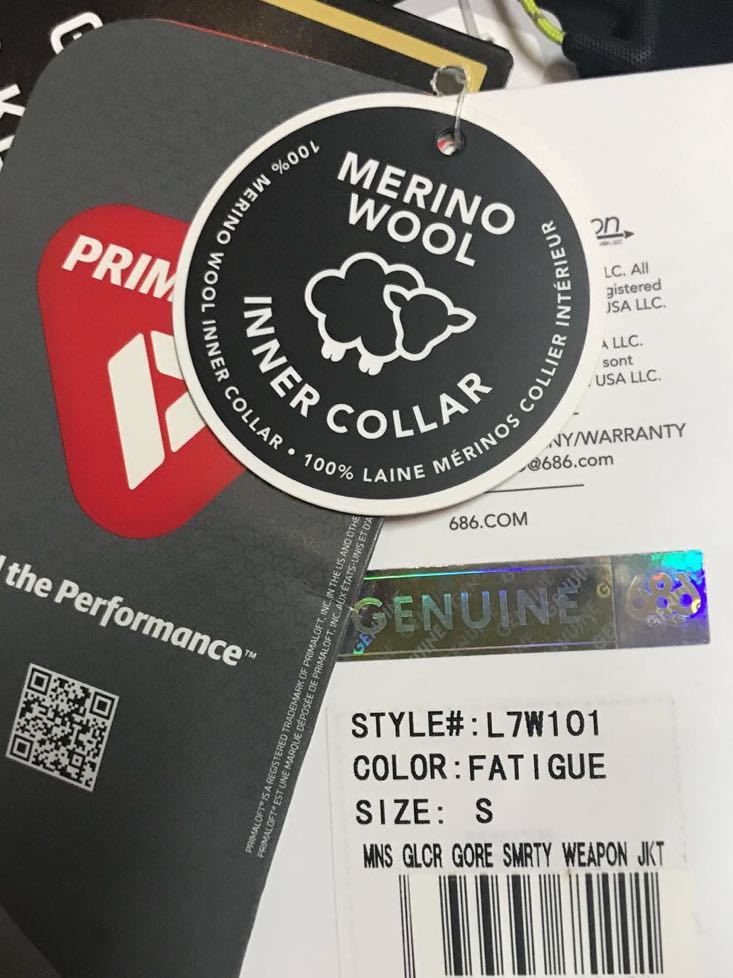 G
PRIM
the Performance™
PRIMALOFT® IS A REGISTERED TRADEMARK OF PRIMALOFT, INC. IN THE US AND OTHE
PRIMALOFT® EST UNE MARQUE DÉPOSÉE DE PRIMALOFT, INC. AUX ÉTATS-UNIS ET D'A
MERINO
WOOL
INNER COLLAR
100% MERINO WOOL INNER COLLAR • 100% LAINE MÉRINOS COLLIER INTÉRIEUR
on
LC. All
gistered
USA LLC.
LLC.
sont
USA LLC.
NY/WARRANTY
@686.com
686.COM
GENUINE 686
STYLE#:L7W101
COLOR:FATIGUE
SIZE: S
MNS GLCR GORE SMRTY WEAPON JKT